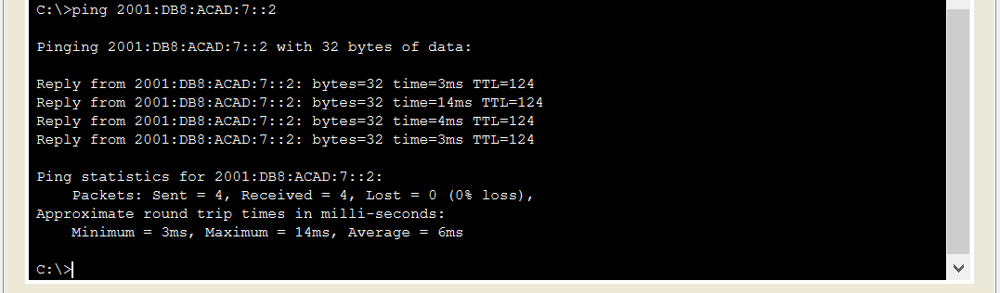 C:\>ping 2001:DB8:ACAD:7::2
Pinging 2001:DB8:ACAD:7::2 with 32 bytes of data:
Reply from 2001:DB8:ACAD:7::2: bytes=32 time=3ms TTL=124
Reply from 2001:DB8:ACAD:7::2: bytes=32 time=14ms TTL=124
Reply from 2001:DB8:ACAD:7::2: bytes=32 time=4ms TTL=124
Reply from 2001:DB8:ACAD:7::2: bytes=32 time=3ms TTL=124
Ping statistics for 2001:DB8:ACAD:7::2:
Packets: Sent = 4, Received = 4, Lost = 0 (0% loss),
Approximate round trip times in milli-seconds:
Minimum = 3ms, Maximum = 14ms, Average = 6ms
C:\>